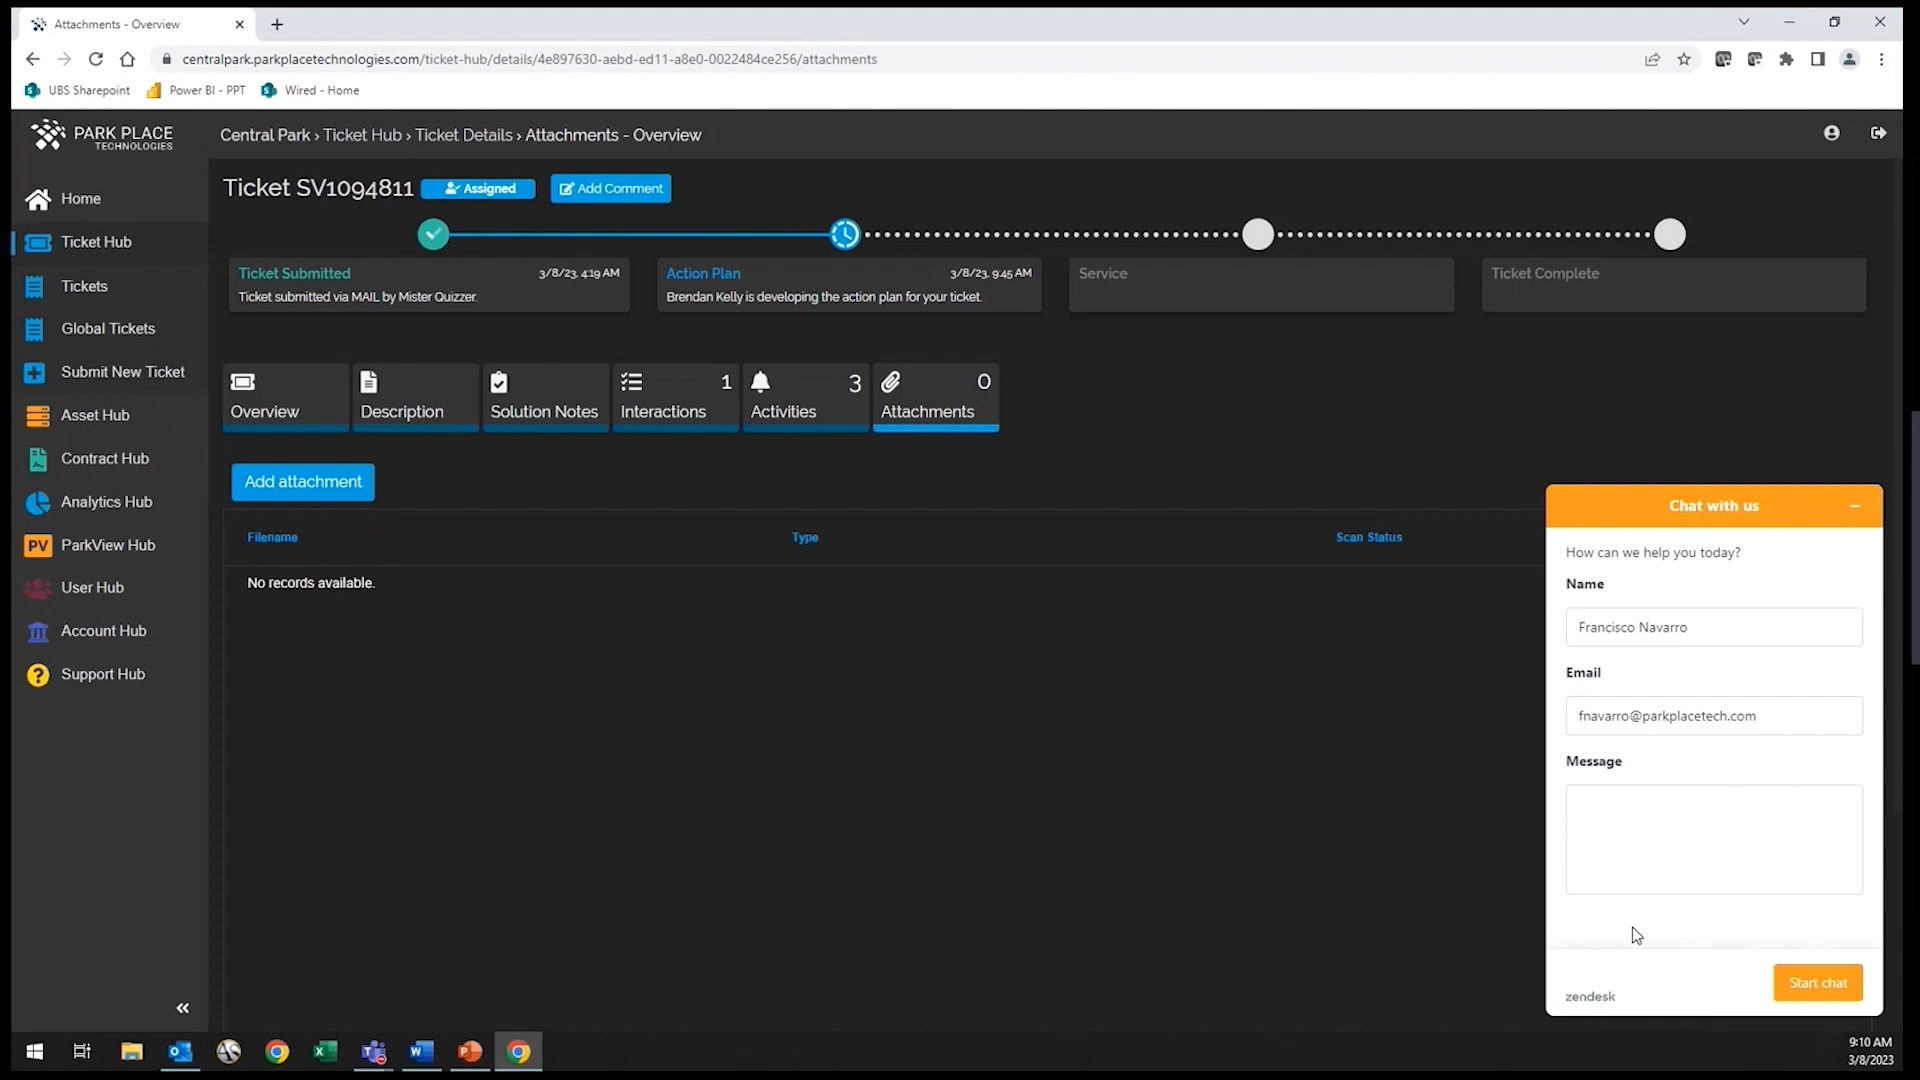 Attachments - Overview
centralpark.parkplacetechnologies.com/ticket-hub/details/4e897630-aebd-ed11-a8e0-0022484ce256/attachments
UBS Sharepoint
Power BI - PPT
Wired - Home
PARK PLACE
TECHNOLOGIES
Central Park › Ticket Hub › Ticket Details › Attachments - Overview
Home
Ticket Hub
Tickets
Global Tickets
Submit New Ticket
Asset Hub
Contract Hub
Analytics Hub
PV
ParkView Hub
User Hub
Account Hub
?
Support Hub
«
Ticket SV1094811
Assigned
Add Comment
Ticket Submitted
3/8/23, 4:19 AM
Ticket submitted via MAIL by Mister Quizzer.
Action Plan
3/8/23, 9:45 AM
Brendan Kelly is developing the action plan for your ticket.
Service
Ticket Complete
Overview
Description
Solution Notes
1
Interactions
3
Activities
0
Attachments
Add attachment
Filename
Type
Scan Status
No records available.
Chat with us
How can we help you today?
Name
Francisco Navarro
Email
fnavarro@parkplacetech.com
Message
zendesk
Start chat
9:10 AM
3/8/2023